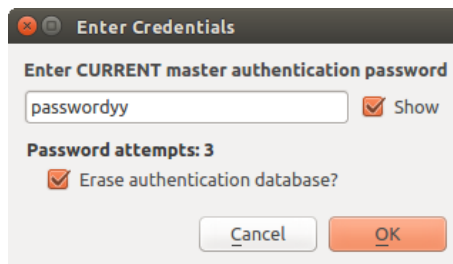 Enter Credentials
Enter CURRENT master authentication password
passwordyy Show
Password attempts: 3
Erase authentication database?
Cancel OK